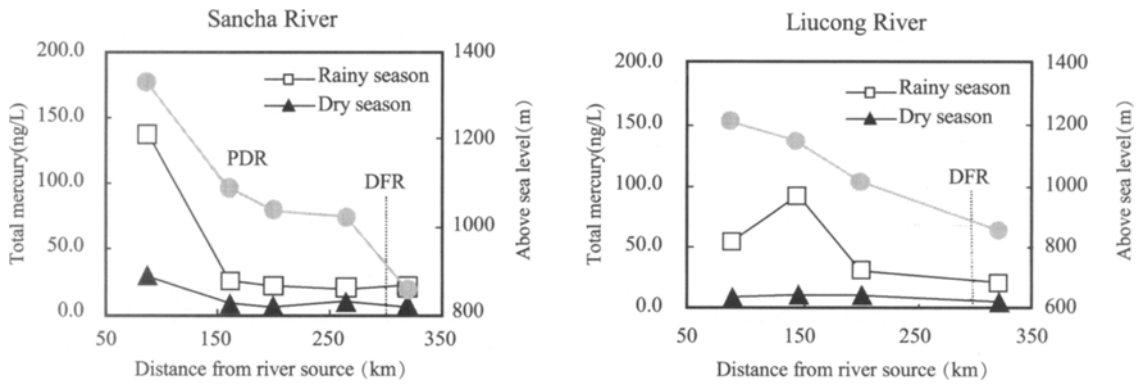 Sancha River
200.0
150.0
100.0
50.0
0.0
Total mercury(ng/L)
1400
1200
1000
800
Above sea level(m)
Rainy season
Dry season
PDR
DFR
50
150
250
350
Distance from river source (km)
Liucong River
200.0
150.0
100.0
50.0
0.0
Total mercury(ng/L)
1400
1200
1000
800
600
Above sea level(m)
Rainy season
Dry season
DFR
50
150
250
350
Distance from river source (km)